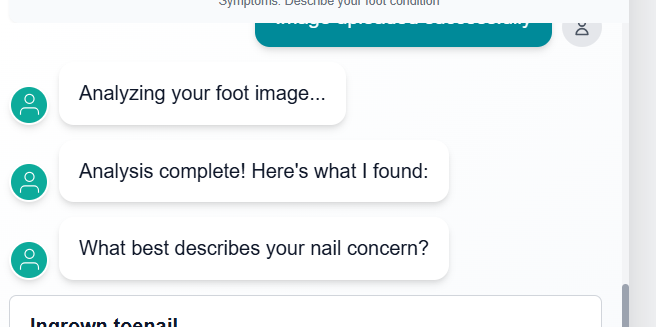 Symptoms: Describe your foot condition
Image uploaded successfully
Analyzing your foot image...
Analysis complete! Here's what I found:
What best describes your nail concern?
Ingrown toenail